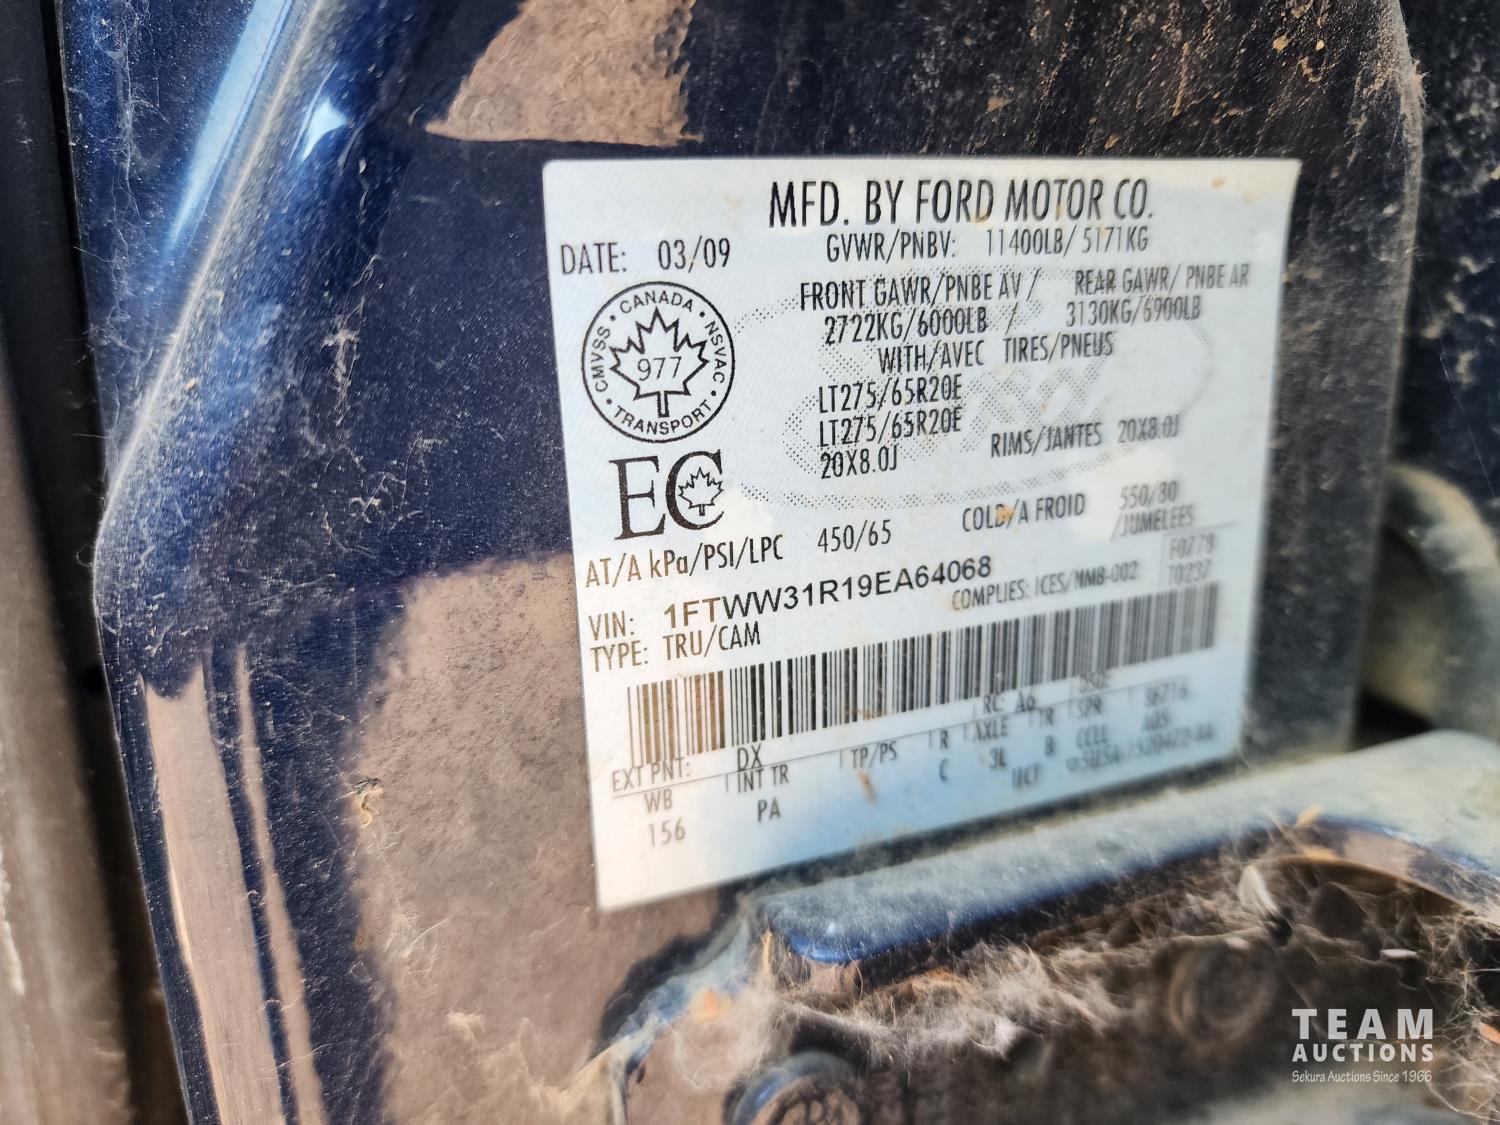 MFD. BY FORD MOTOR CO.
DATE: 03/09
GVWR/PNBV: 11400LB/ 5171KG
FRONT GAWR/PNBE AV / REAR GAWR/ PNBE AR
2722KG/6000LB / 3130KG/6900LB
WITH/AVEC TIRES/PNEUS
LT275/65R20E
LT275/65R20E
20X8.0J RIMS/JANTES 20X8.0J
CANADA · NSVAC · TRANSPORT · CMVSS ·
977
EC
AT/A kPa/PSI/LPC 450/65 COLD/A FROID 550/80
/JUMELEES
VIN: 1FTWW31R19EA64068
F0778
T0237
TYPE: TRU/CAM COMPLIES: ICES/NMB-002
EXT PNT: DX RC: A6 DSO:
WB INT TR TP/PS R AXLE TR SPR
156 PA C 3L B
UCF
TEAM
AUCTIONS
Sekura Auctions Since 1966